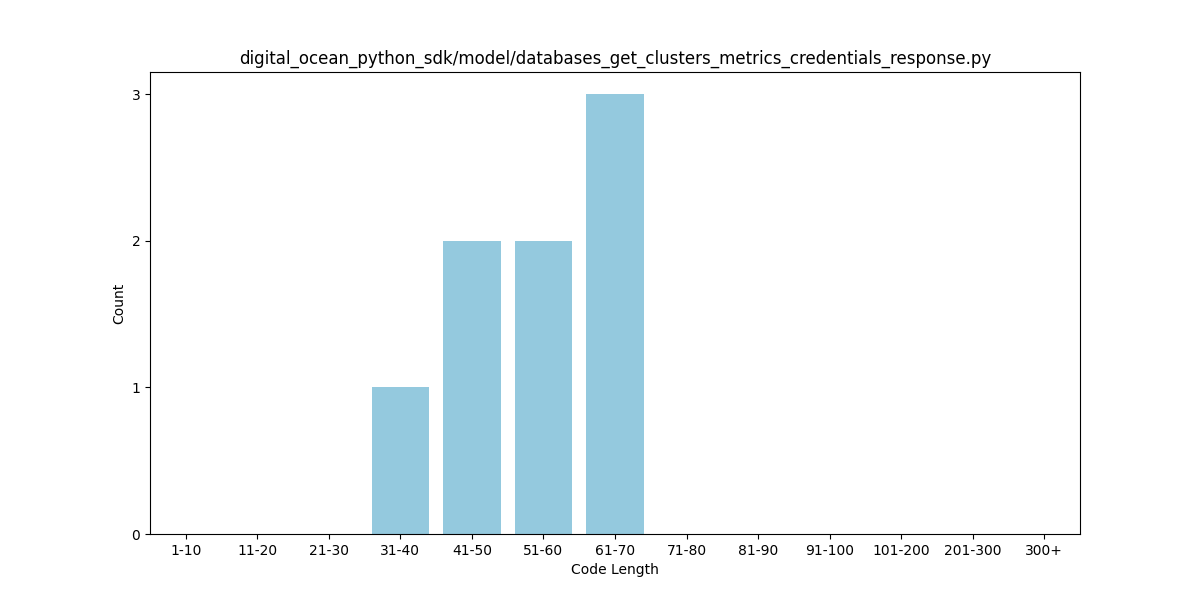 digital_ocean_python_sdk/model/databases_get_clusters_metrics_credentials_response.py
3
2
1
0
Count
1-10 11-20 21-30 31-40 41-50 51-60 61-70 71-80 81-90 91-100 101-200 201-300 300+
Code Length